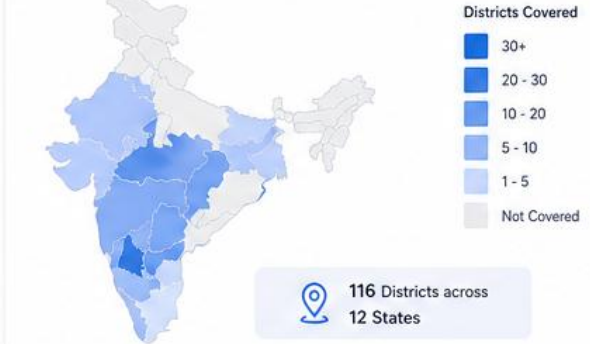 Districts Covered
30+
20 - 30
10 - 20
5 - 10
1 - 5
Not Covered
116 Districts across
12 States